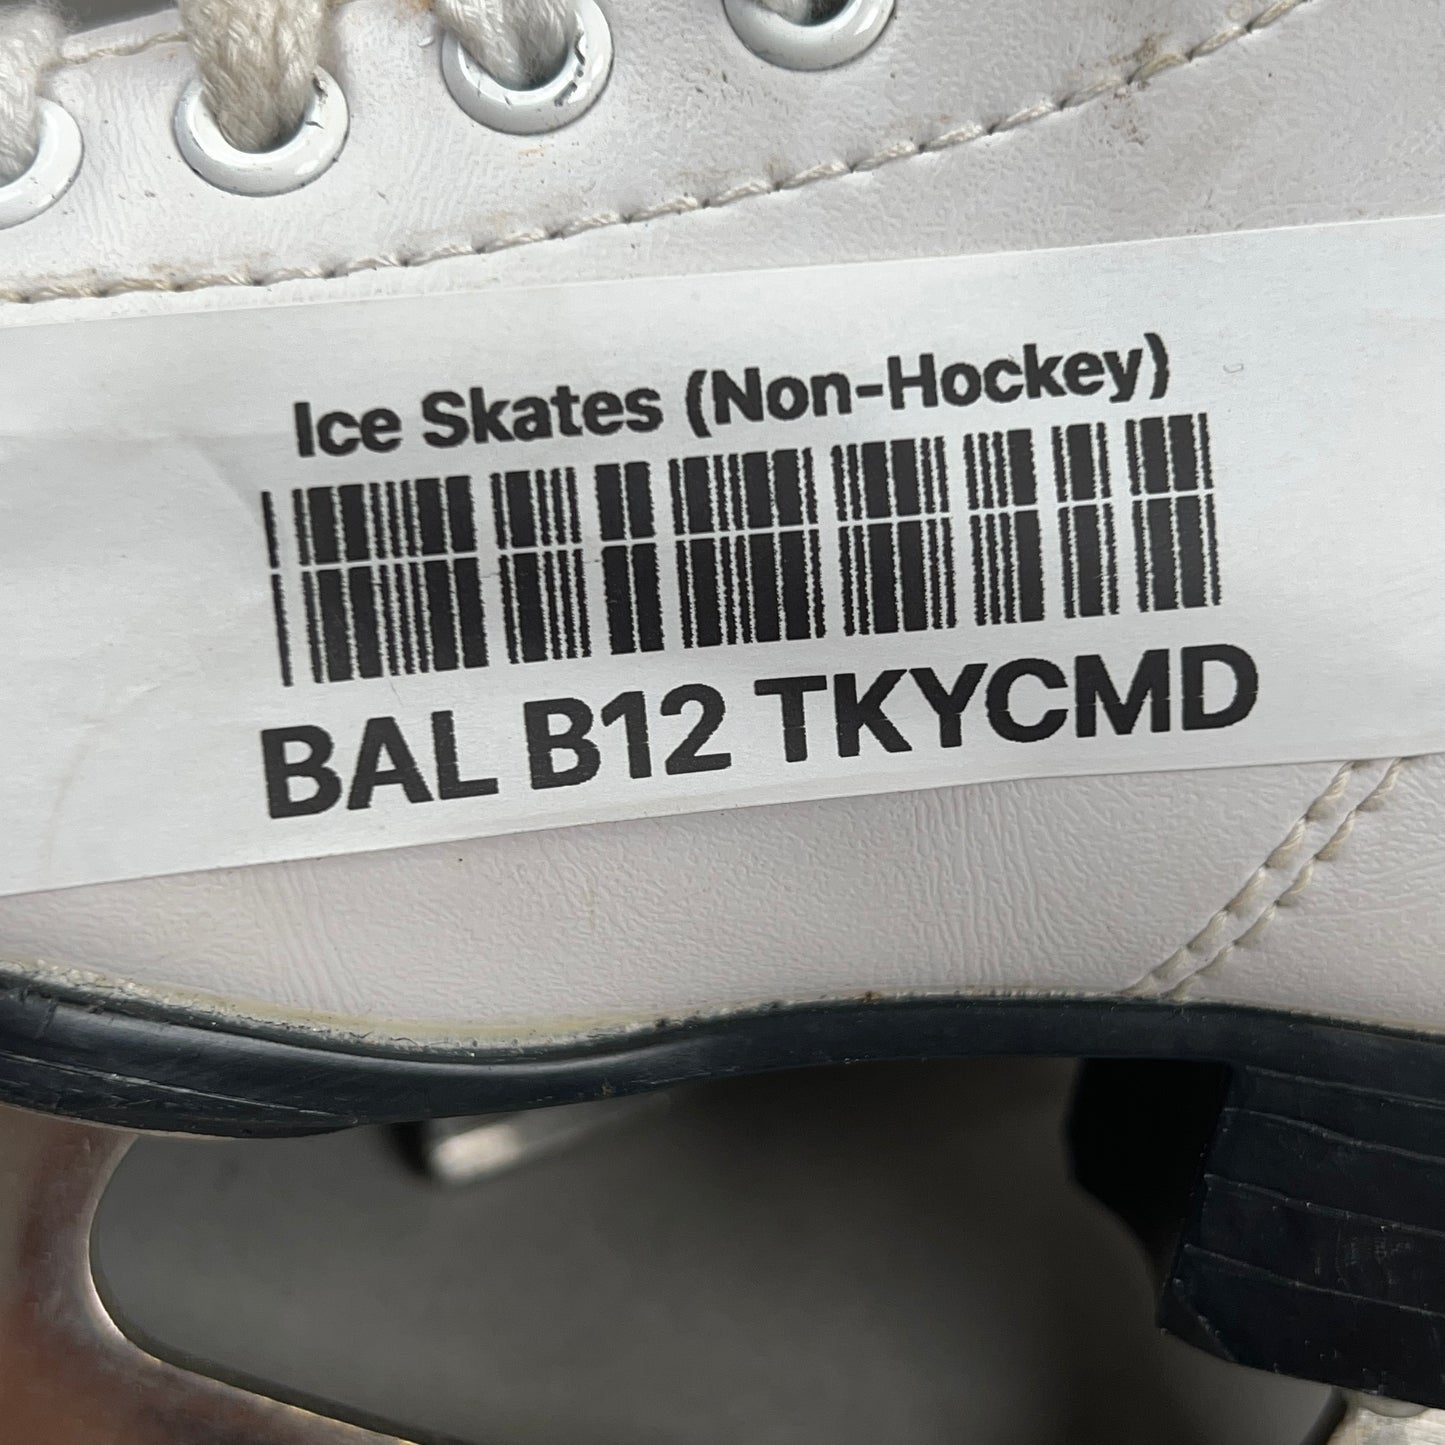 Ice Skates (Non-Hockey)
BAL B12 TKYCMD